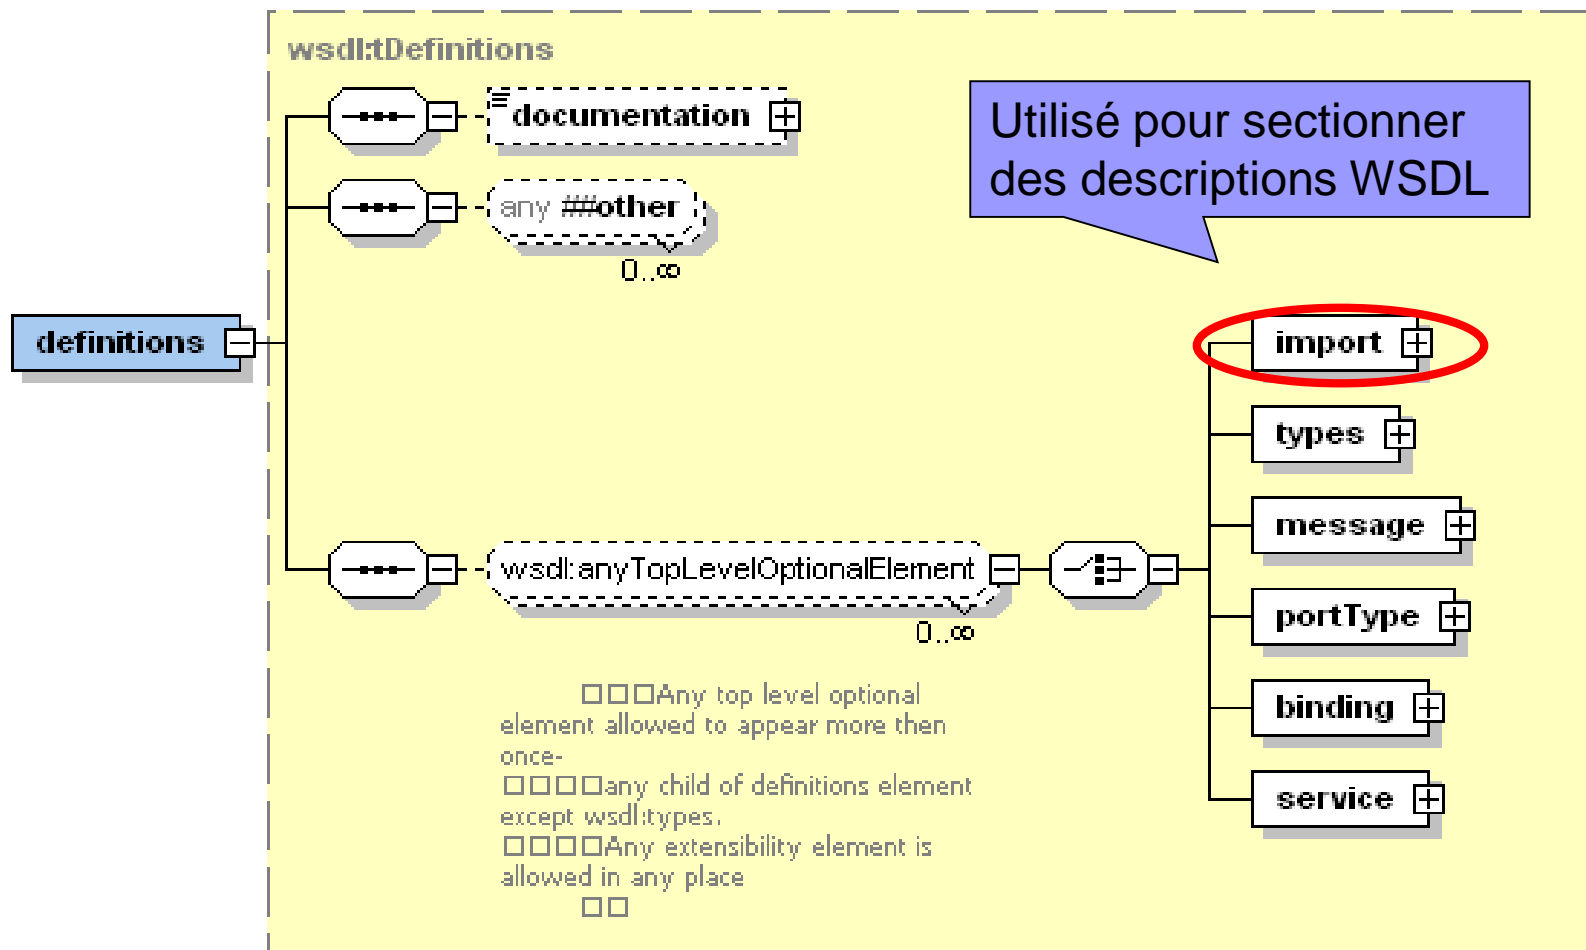 wsdl:tDefinitions
documentation
Utilisé pour sectionner
des descriptions WSDL
any ##other
0..∞
definitions
import
types
message
wsdl:anyTopLevelOptionalElement
0..∞
portType
□□□Any top level optional
element allowed to appear more then
once-
□□□□any child of definitions element
except wsdl:types.
□□□□Any extensibility element is
allowed in any place
□□
binding
service